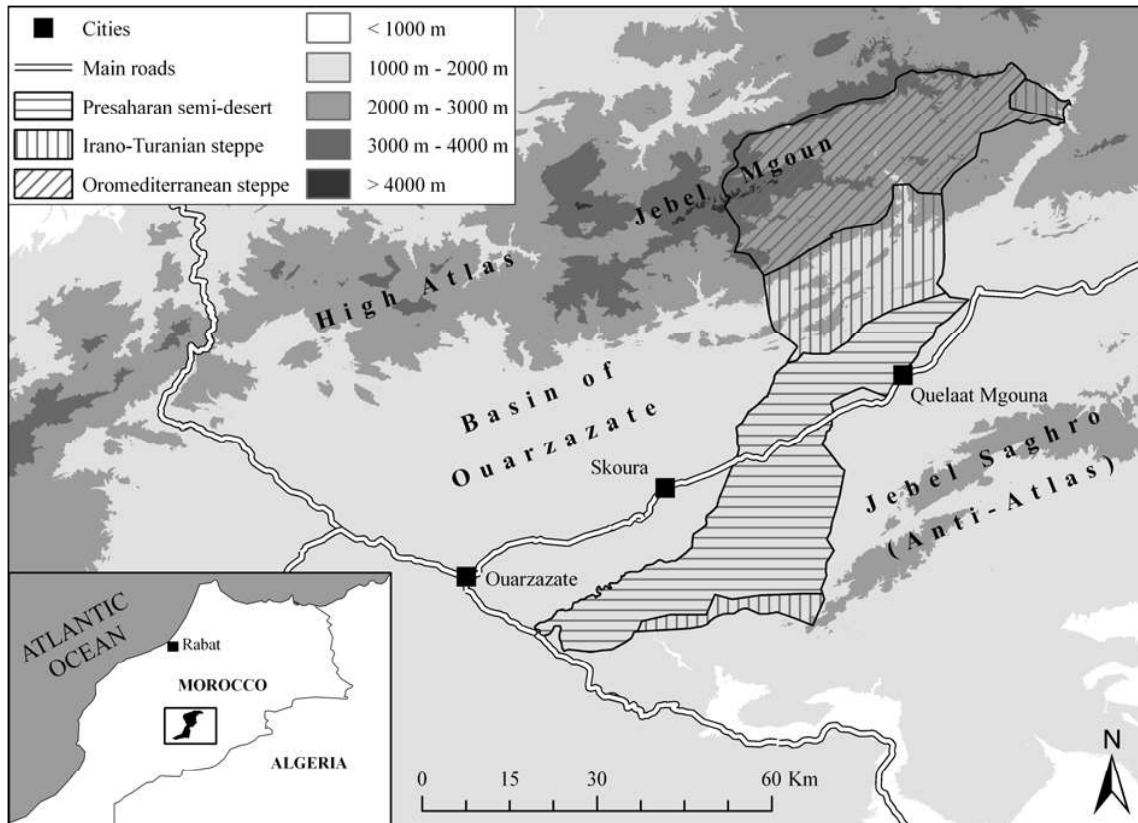 Cities
Main roads
Presaharan semi-desert
Irano-Turanian steppe
Oromediterranean steppe
< 1000 m
1000 m - 2000 m
2000 m - 3000 m
3000 m - 4000 m
> 4000 m
Jebel Mgoun
High Atlas
Basin of
Ouarzazate
Quelaat Mgouna
Skoura
Jebel Saghro
(Anti-Atlas)
Ouarzazate
ATLANTIC
OCEAN
Rabat
MOROCCO
ALGERIA
0 15 30 60 Km
N